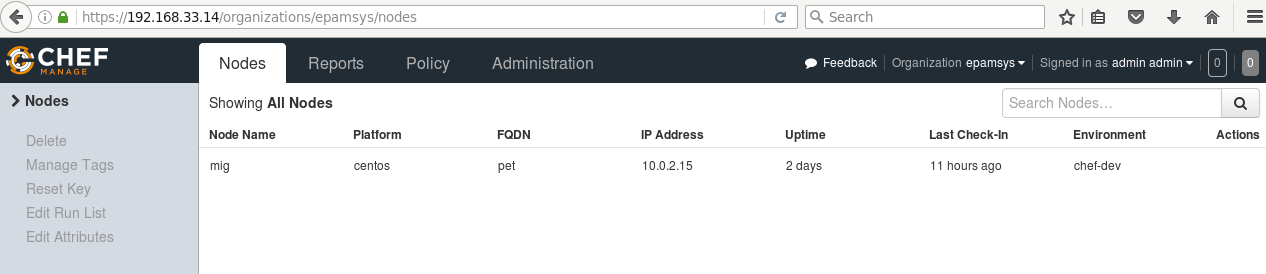 https://192.168.33.14/organizations/epamsys/nodes Search
CHEF MANAGE Nodes Reports Policy Administration Feedback Organization epamsys Signed in as admin admin 0 0
Nodes
Delete
Manage Tags
Reset Key
Edit Run List
Edit Attributes
Showing All Nodes Search Nodes...
Node Name Platform FQDN IP Address Uptime Last Check-In Environment Actions
mig centos pet 10.0.2.15 2 days 11 hours ago chef-dev